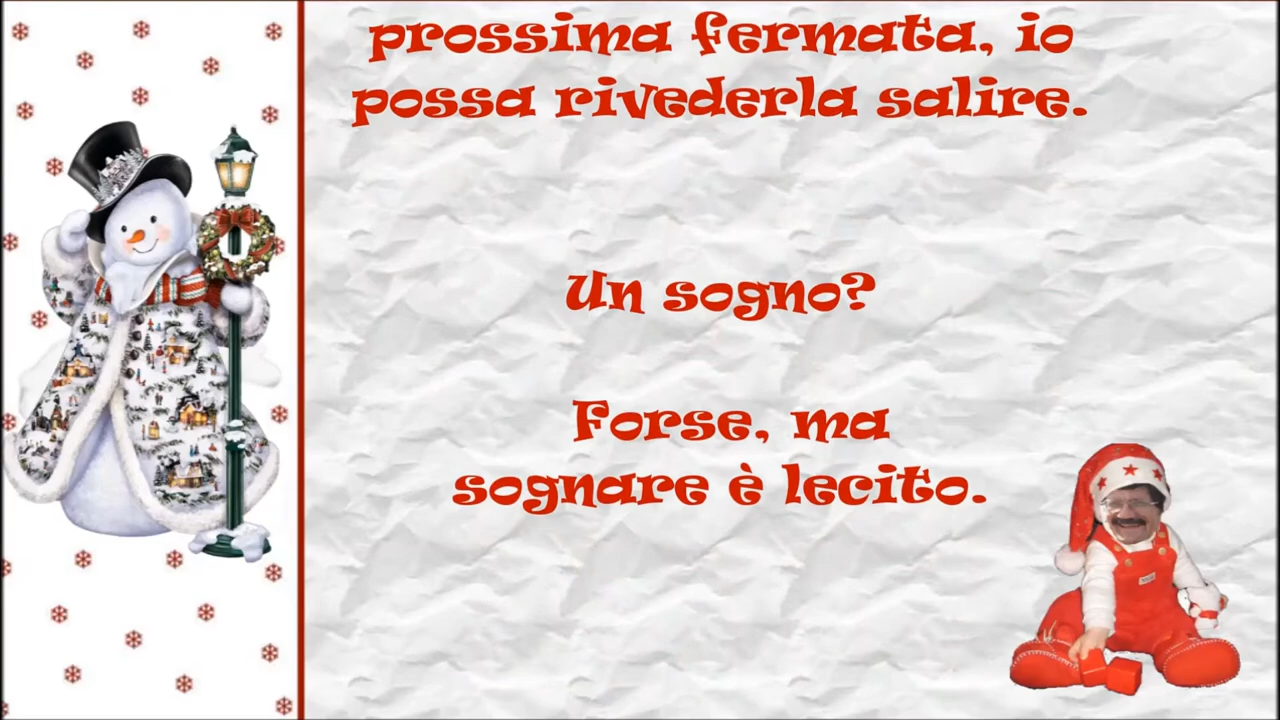 prossima fermata, io
possa rivederla salire.
Un sogno?
Forse, ma
sognare è lecito.